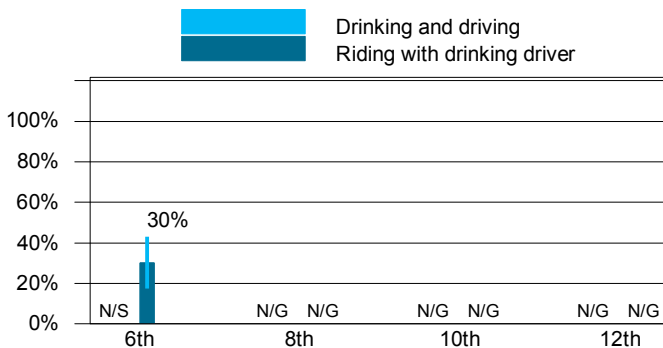 Drinking and driving
Riding with drinking driver
100%
80%
60%
30%
40%
20%
N/S N/G N/G N/G N/G N/G N/G
0%
6th 8th 10th 12th